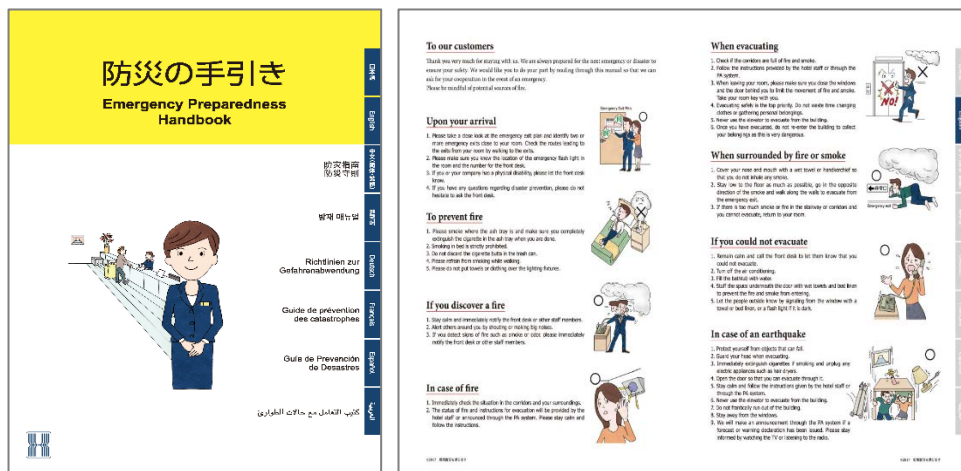 防災の手引き
Emergency Preparedness
Handbook
防灾指南
防災守則
방재 매뉴얼
Richtlinien zur
Gefahrenabwendung
Guide de prévention
des catastrophes
Guía de Prevención
de Desastres
كتيب التعامل مع حالات الطوارئ
日本語
English
한국어
Deutsch
Français
Español
العربية
To our customers
Thank you very much for staying with us. We are always prepared for the next emergency or disaster to
ensure your safety. We would like you to do your part by reading through this manual so that we can
ask for your cooperation in the event of an emergency.
Please be mindful of potential sources of fire.
Upon your arrival
1. Please take a close look at the emergency exit plan and identify two or
more emergency exits close to your room. Check the routes leading to
the exits from your room by walking to the exits.
2. Please make sure you know the location of the emergency flash light in
the room and the number for the front desk.
3. If you or your company has a physical disability, please let the front desk
know.
4. If you have any questions regarding disaster prevention, please do not
hesitate to ask the front desk.
Emergency Exit Plan
To prevent fire
1. Please smoke where the ash tray is and make sure you completely
extinguish the cigarette in the ash tray when you are done.
2. Smoking in bed is strictly prohibited.
3. Do not discard the cigarette butts in the trash can.
4. Please refrain from smoking while walking.
5. Please do not put towels or clothing over the lighting fixtures.
If you discover a fire
1. Stay calm and immediately notify the front desk or other staff members.
2. Alert others around you by shouting or making big noises.
3. If you detect signs of fire such as smoke or odor, please immediately
notify the front desk or other staff members.
In case of fire
1. Immediately check the situation in the corridors and your surroundings.
2. The status of fire and instructions for evacuation will be provided by the
hotel staff or announced through the PA system. Please stay calm and
follow the instructions.
When evacuating
1. Check if the corridors are full of fire and smoke.
2. Follow the instructions provided by the hotel staff or through the
PA system.
3. When leaving your room, please make sure you close the windows
and the door behind you to limit the movement of fire and smoke.
Take your room key with you.
4. Evacuating safely is the top priority. Do not waste time changing
clothes or gathering personal belongings.
5. Never use the elevator to evacuate from the building.
6. Once you have evacuated, do not re-enter the building to collect
your belongings as this is very dangerous.
NO!
When surrounded by fire or smoke
1. Cover your nose and mouth with a wet towel or handkerchief so
that you do not inhale any smoke.
2. Stay low to the floor as much as possible, go in the opposite
direction of the smoke and walk along the walls to evacuate from
the emergency exit.
3. If there is too much smoke or fire in the stairway or corridors and
you cannot evacuate, return to your room.
Emergency exit
If you could not evacuate
1. Remain calm and call the front desk to let them know that you
could not evacuate.
2. Turn off the air conditioning.
3. Fill the bathtub with water.
4. Stuff the space underneath the door with wet towels and bed linen
to prevent the fire and smoke from entering.
5. Let the people outside know by signaling from the window with a
towel or bed linen, or a flash light if it is dark.
In case of an earthquake
1. Protect yourself from objects that can fall.
2. Guard your head when evacuating.
3. Immediately extinguish cigarettes if smoking and unplug any
electric appliances such as hair dryers.
4. Open the door so that you can evacuate through it.
5. Stay calm and follow instructions given by the hotel staff or
through the PA system.
6. Never use the elevator to evacuate from the building.
7. Do not frantically run out of the building.
8. Stay away from the windows.
9. We will make an announcement through the PA system if a
forecast or warning declaration has been issued. Please stay
informed by watching the TV or listening to the radio.